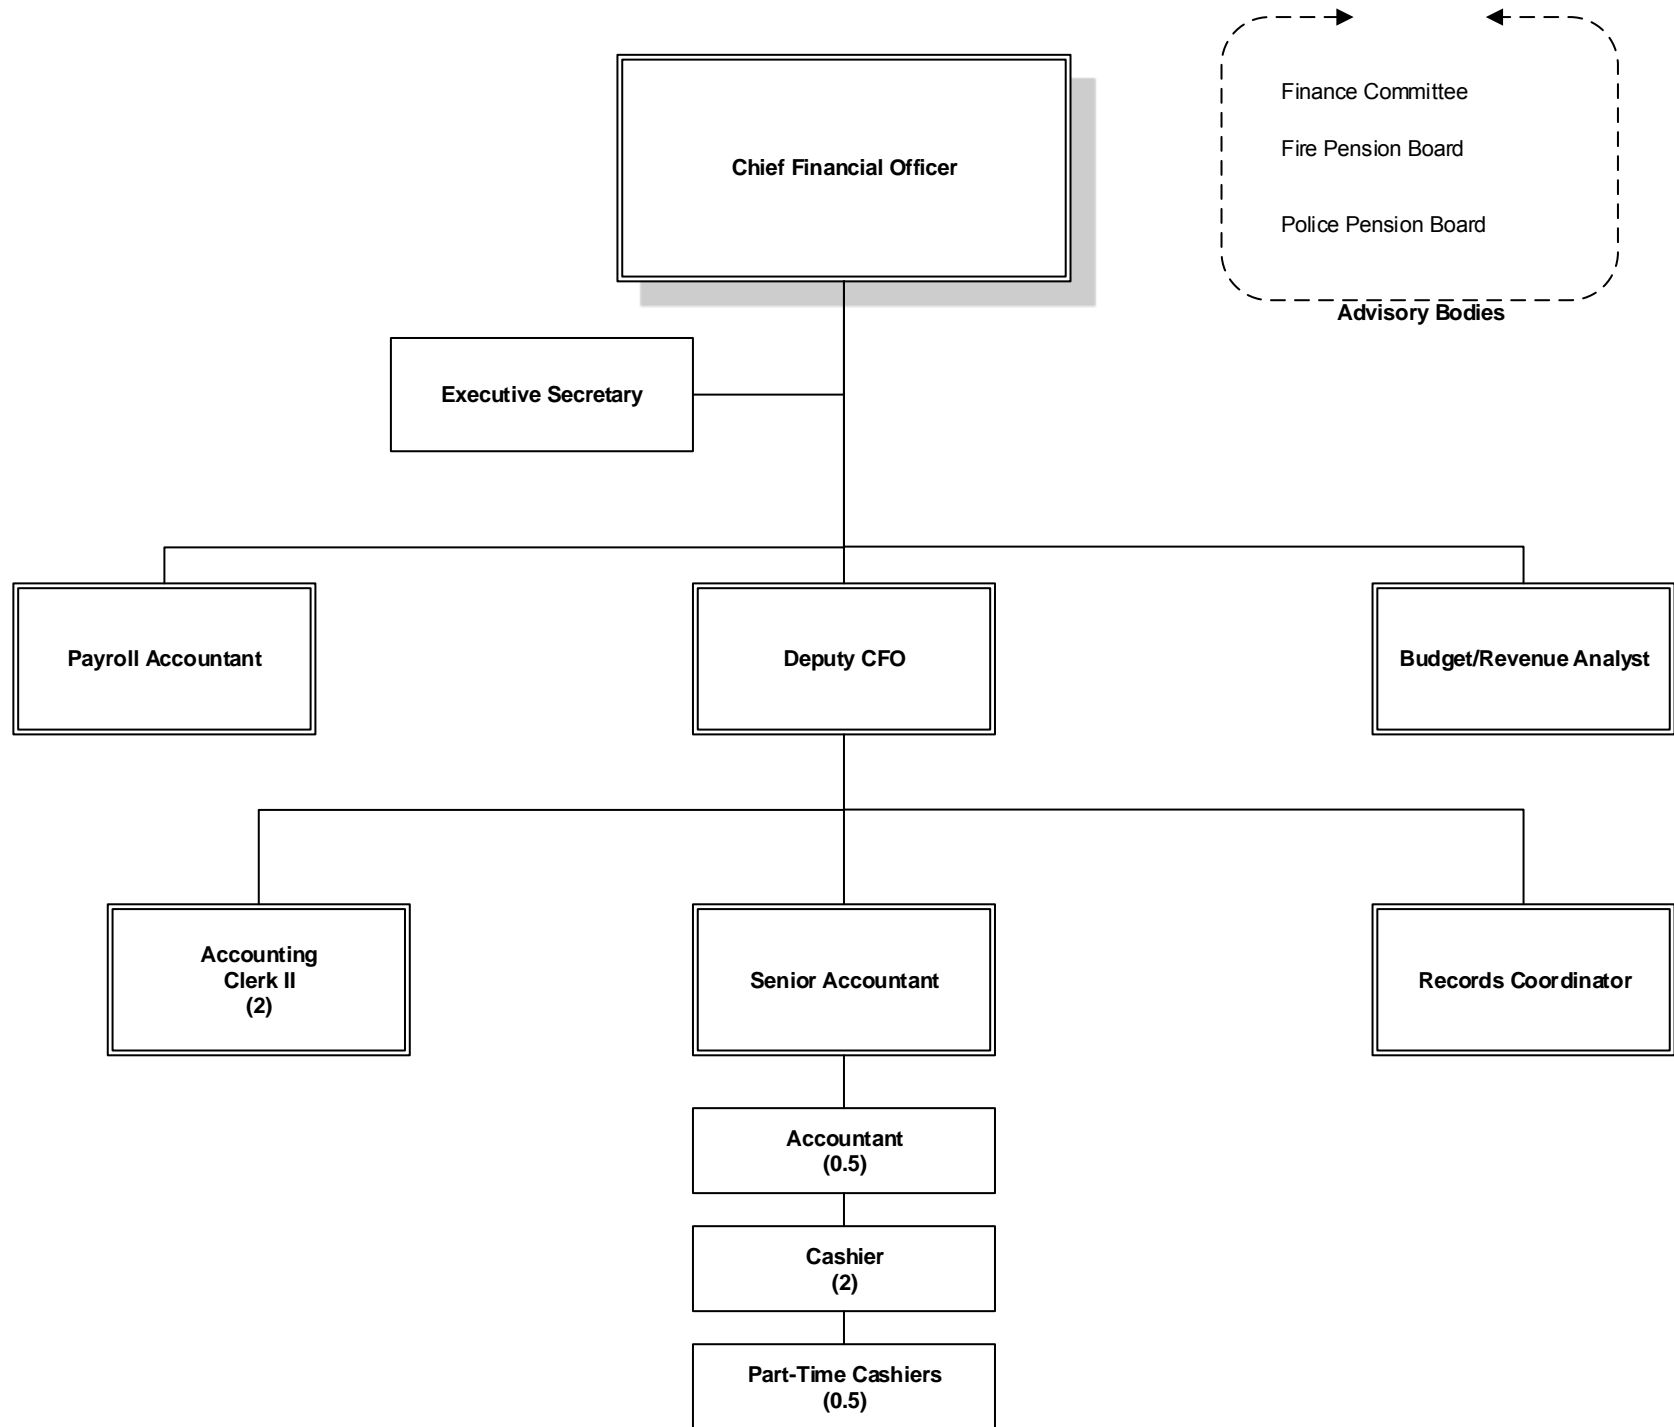 Finance Committee
Fire Pension Board
Chief Financial Officer
Police Pension Board
Advisory Bodies
Executive Secretary
Payroll Accountant
Deputy CFO
Budget/Revenue Analyst
Accounting
Clerk II
(2)
Senior Accountant
Records Coordinator
Accountant
(0.5)
Cashier
(2)
Part-Time Cashiers
(0.5)